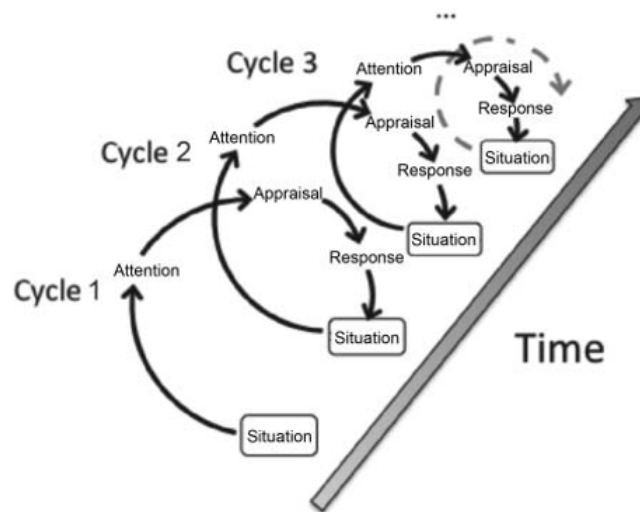 ...
Cycle 3
Attention
Appraisal
Response
Situation
Cycle 2
Attention
Appraisal
Response
Situation
Cycle 1
Attention
Appraisal
Response
Situation
Situation
Time